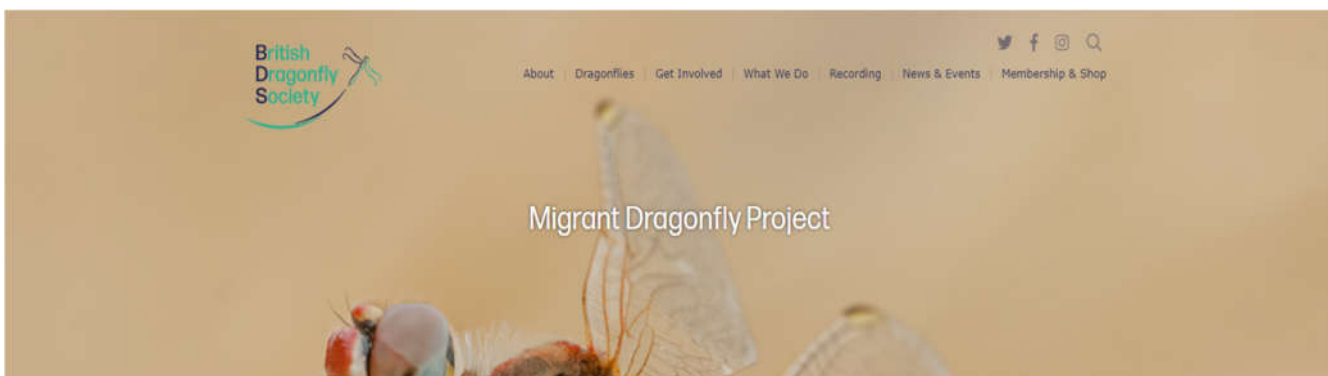 British
Dragonfly
Society
About
Dragonflies
Get Involved
What We Do
Recording
News & Events
Membership & Shop
Migrant Dragonfly Project